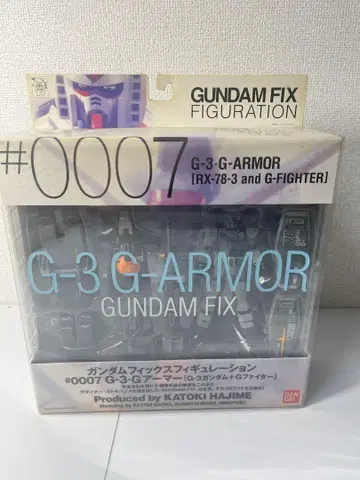 GUNDAM FIX
FIGURATION
#0007
G-3・G-ARMOR
[RX-78-3 and G-FIGHTER]
G-3 G-ARMOR
GUNDAM FIX
ガンダムフィックスフィギュレーション
#0007 G-3・Gアーマー[G-3ガンダム+Gファイター]
Produced by KATOKI HAJIME